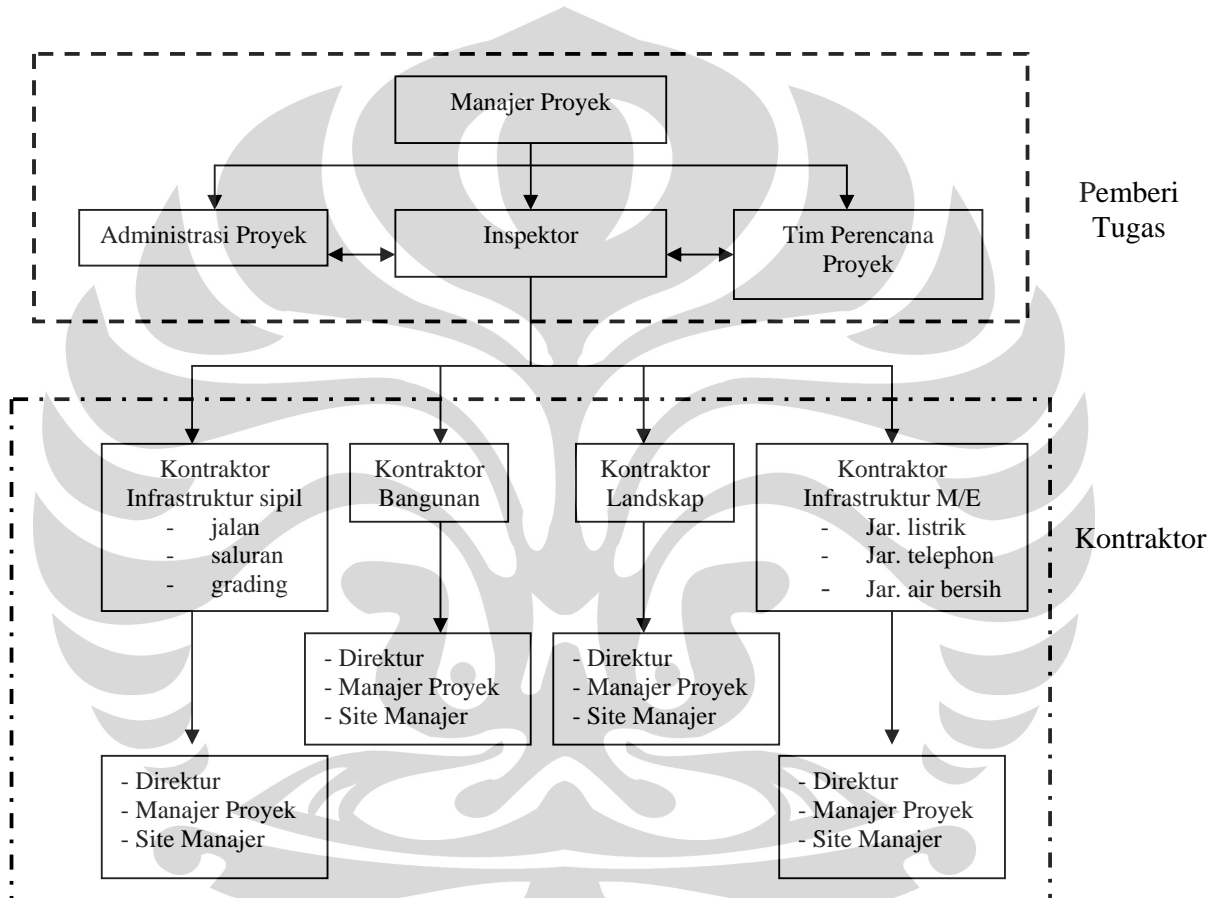 Manajer Proyek
Pemberi
Tugas
Administrasi Proyek
Inspektor
Tim Perencana
Proyek
Kontraktor
Infrastruktur sipil
- jalan
- saluran
- grading
Kontraktor
Bangunan
Kontraktor
Landskap
Kontraktor
Infrastruktur M/E
- Jar. listrik
- Jar. telephon
- Jar. air bersih
Kontraktor
- Direktur
- Manajer Proyek
- Site Manajer
- Direktur
- Manajer Proyek
- Site Manajer
- Direktur
- Manajer Proyek
- Site Manajer
- Direktur
- Manajer Proyek
- Site Manajer